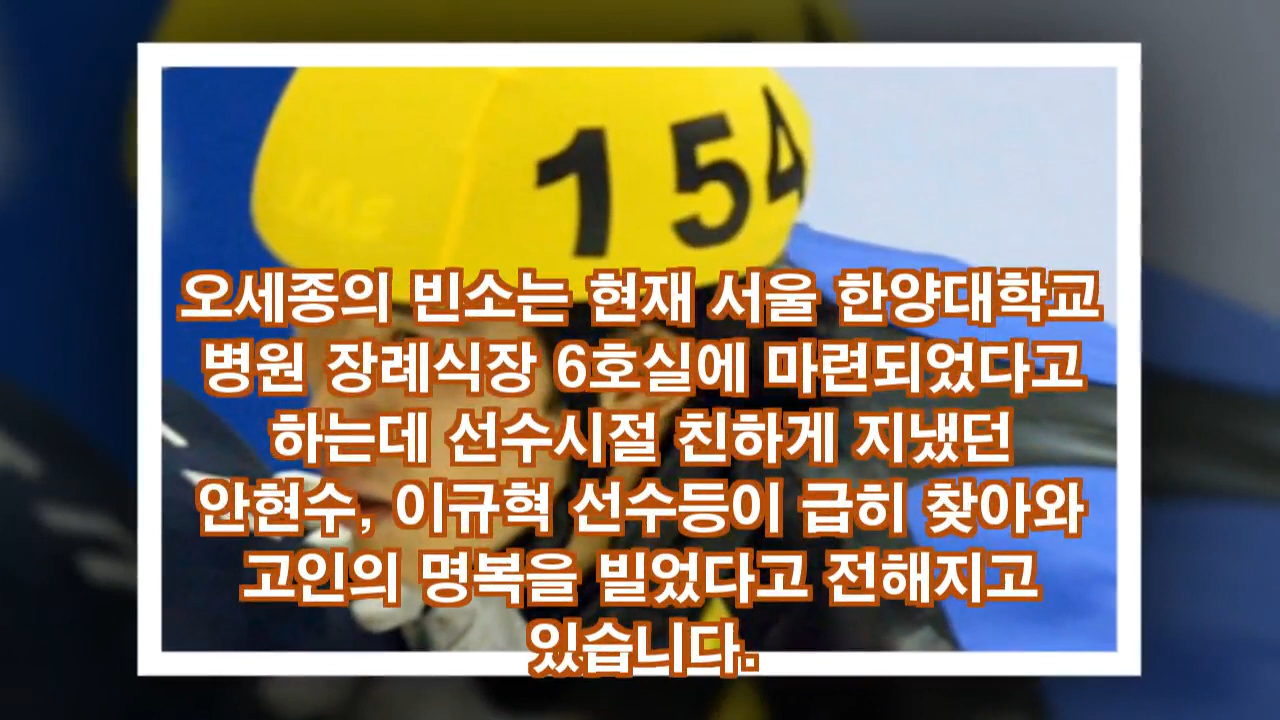 154
오세종의 빈소는 현재 서울 한양대학교
병원 장례식장 6호실에 마련되었다고
하는데 선수시절 친하게 지냈던
안현수, 이규혁 선수등이 급히 찾아와
고인의 명복을 빌었다고 전해지고
있습니다.